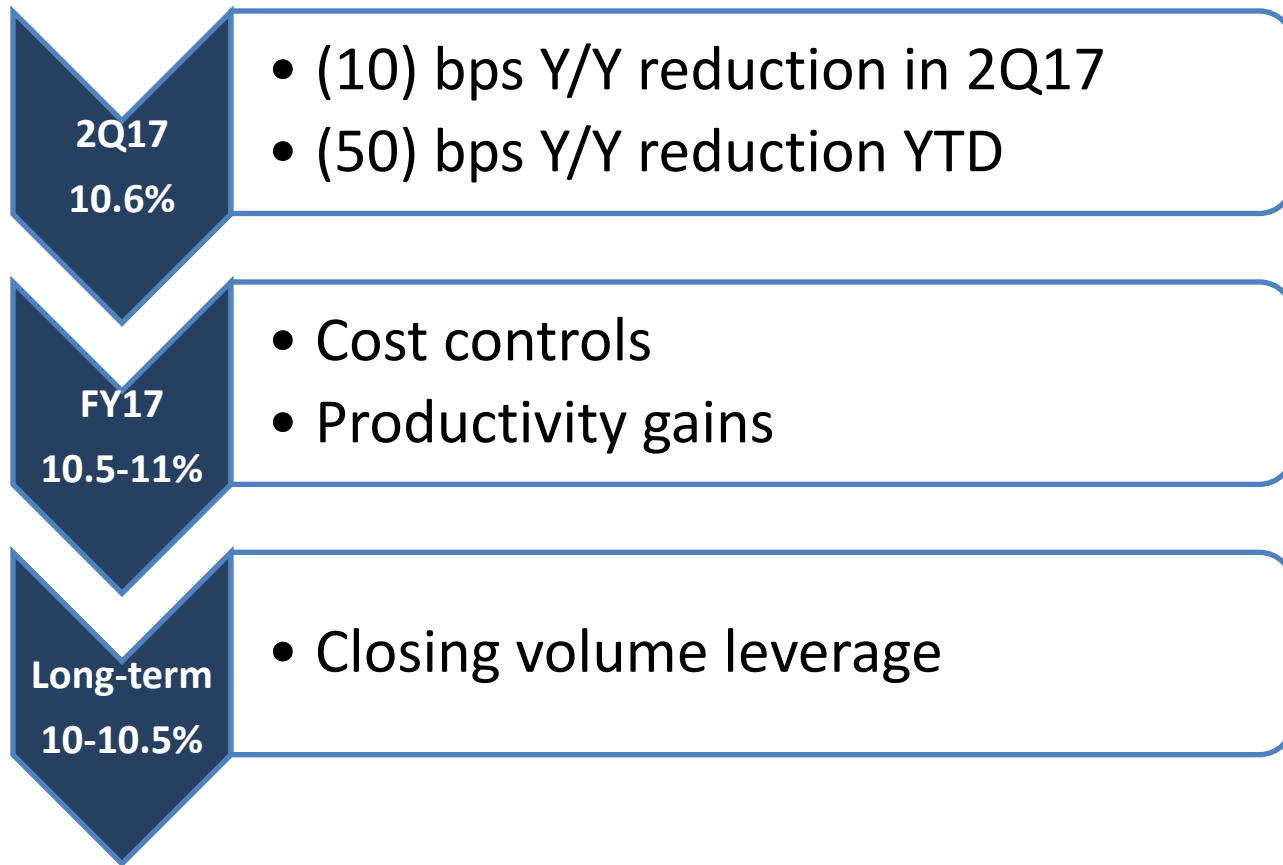 2Q17
10.6%
• (10) bps Y/Y reduction in 2Q17
• (50) bps Y/Y reduction YTD
FY17
10.5-11%
• Cost controls
• Productivity gains
Long-term
10-10.5%
• Closing volume leverage